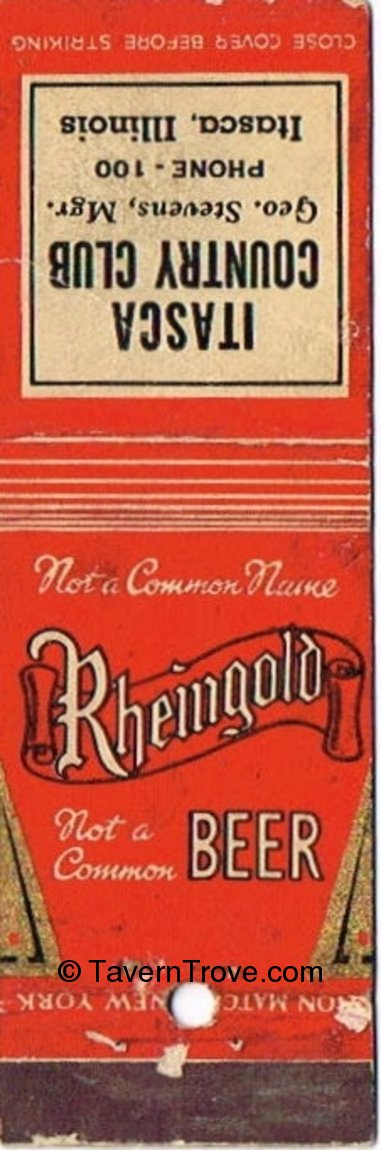 CLOSE COVER BEFORE STRIKING
ITASCA
COUNTRY CLUB
Geo. Stevens, Mgr.
PHONE - 100
Itasca, Illinois
Not a Common Name
Rheingold
Not a
Common BEER
© TavernTrove.com
NEW YORK